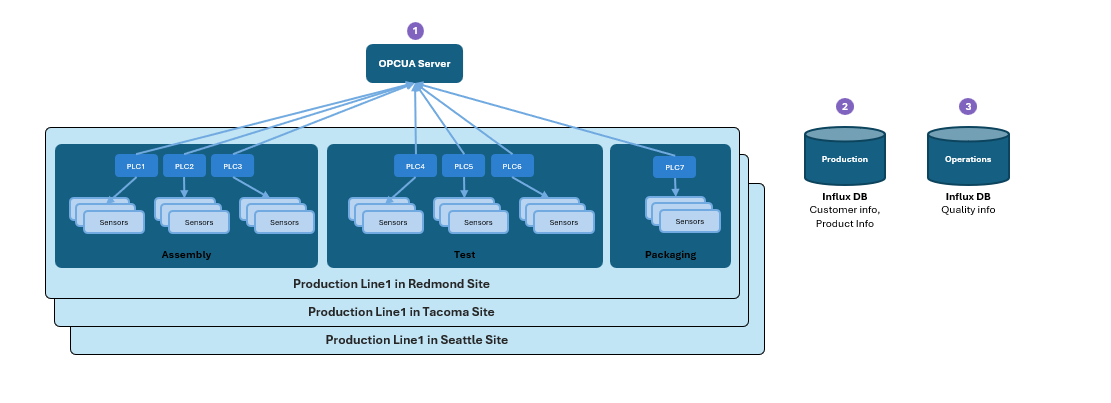 1
OPCUA Server
2
3
PLC1
PLC2
PLC3
PLC4
PLC5
PLC6
PLC7
Production
Operations
Sensors
Sensors
Sensors
Sensors
Sensors
Sensors
Sensors
Influx DB
Customer info,
Product Info
Influx DB
Quality info
Assembly
Test
Packaging
Production Line1 in Redmond Site
Production Line1 in Tacoma Site
Production Line1 in Seattle Site